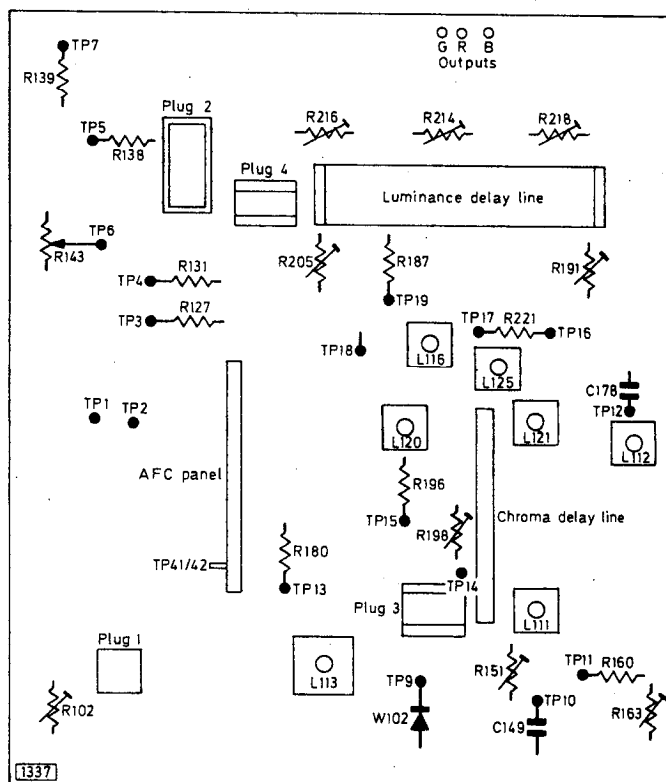 TP7
G R B
Outputs
R139
Plug 2
R216
R214
R218
TP5
R138
Plug 4
Luminance delay line
TP6
R143
R205
R187
R191
TP4
R131
TP19
TP3
R127
TP17
R221
TP16
TP18
L116
L125
C178
TP1
TP2
TP12
L120
L121
L112
AFC panel
R196
TP15
R198
Chroma delay line
R180
TP41/42
TP13
TP14
Plug 3
L111
Plug 1
L113
TP9
R151
TP11
R160
R102
W102
TP10
C149
R163
1337